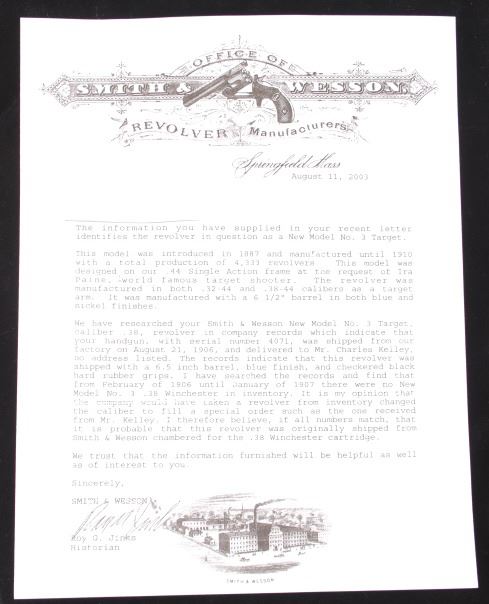 OFFICE OF
SMITH & WESSON,
REVOLVER Manufacturers
Springfield Mass
August 11, 2003
The information you have supplied in your recent letter
identifies the revolver in question as a New Model No. 3 Target.
This model was introduced in 1887 and manufactured until 1910
with a total production of 4,333 revolvers. This model was
designed on our .44 Single Action frame at the request of Ira
Paine, world famous target shooter. The revolver was
manufactured in both .32-44 and .38-44 calibers as a target
arm. It was manufactured with a 6 1/2" barrel in both blue and
nickel finishes.
We have researched your Smith & Wesson New Model No. 3 Target,
caliber .38, revolver in company records which indicate that
your handgun, with serial number 4071, was shipped from our
factory on August 21, 1906, and delivered to Mr. Charles Kelley,
no address listed. The records indicate that this revolver was
shipped with a 6.5 inch barrel, blue finish, and checkered black
hard rubber grips. I have searched the records and find that
from February of 1906 until January of 1907 there were no New
Model No. 3 .38 Winchester in inventory. It is my opinion that
the company would have taken a revolver from inventory changed
the caliber to fill a special order such as the one received
from Mr. Kelley. I therefore believe, if all numbers match, that
it is probable that this revolver was originally shipped from
Smith & Wesson chambered for the .38 Winchester cartridge.
We trust that the information furnished will be helpful as well
as of interest to you
Sincerely,
SMITH & WESSON
Roy G. Jinks
Historian
SMITH & WESSON